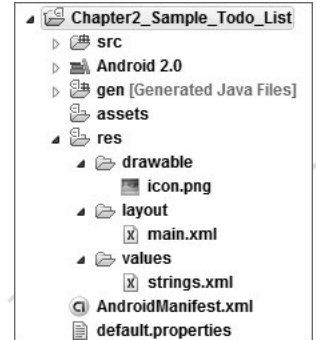 Chapter2_Sample_Todo_List
src
Android 2.0
gen [Generated Java Files]
assets
res
drawable
icon.png
layout
main.xml
values
strings.xml
AndroidManifest.xml
default.properties